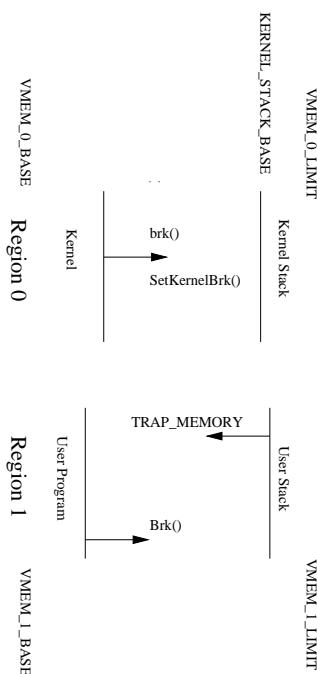 VMEM_0_LIMIT
KERNEL_STACK_BASE
VMEM_0_BASE
Kernel Stack
brk()
SetKernelBrk()
Kernel
Region 0
TRAP_MEMORY
User Stack
Brk()
User Program
Region 1
VMEM_1_LIMIT
VMEM_1_BASE